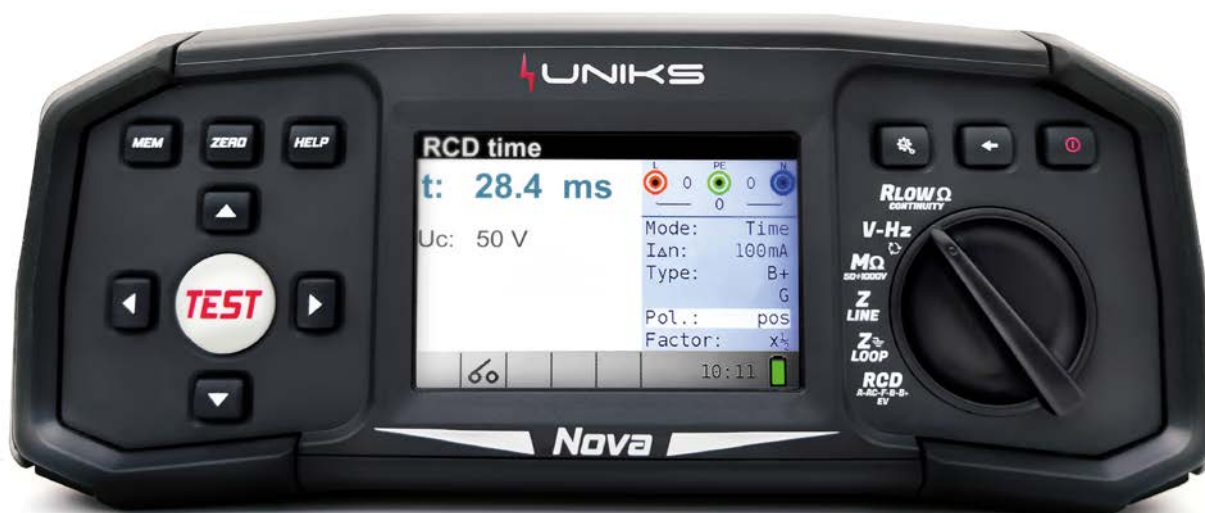 UNIKS
MEM
ZERO
HELP
TEST
RCD time
t: 28.4 ms
Uc: 50 V
L PE N
0 0
0
Mode: Time
I∆n: 100mA
Type: B+
G
Pol.: pos
Factor: x½
10:11
RLOW Ω
CONTINUITY
V-Hz
MΩ
50÷1000V
Z
LINE
Z
LOOP
RCD
A-AC-F-B-B+
EV
Nova